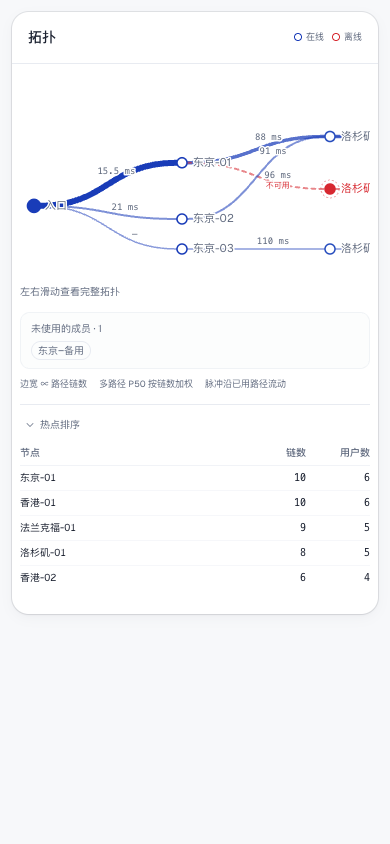 拓扑
在线 离线
88 ms
洛杉矶
91 ms
东京-01
15.5 ms
96 ms
不可用
洛杉矶
入口
21 ms
东京-02
—
110 ms
东京-03
洛杉矶
左右滑动查看完整拓扑
未使用的成员 · 1
东京-备用
边宽 ∝ 路径链数 多路径 P50 按链数加权 脉冲沿已用路径流动
热点排序
节点 链数 用户数
东京-01 10 6
香港-01 10 6
法兰克福-01 9 5
洛杉矶-01 8 5
香港-02 6 4